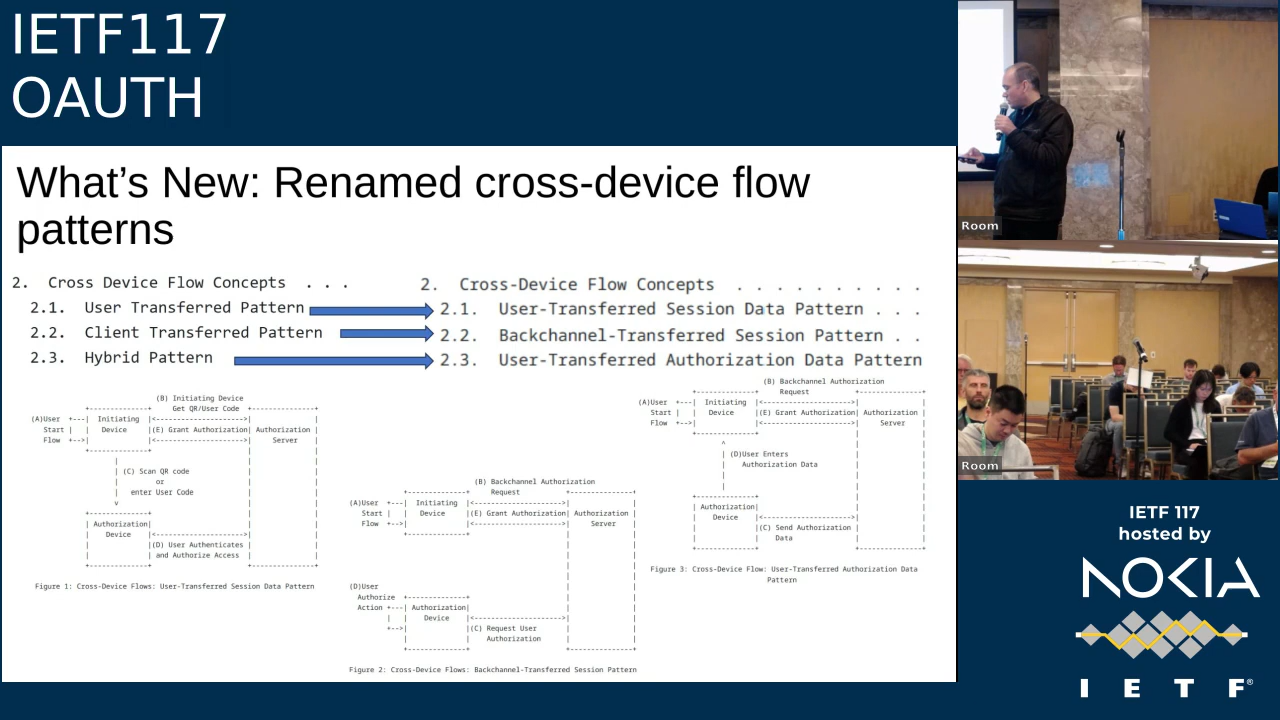 IETF117
OAUTH
What's New: Renamed cross-device flow
patterns
2. Cross Device Flow Concepts . . .
2.1. User Transferred Pattern
2.2. Client Transferred Pattern
2.3. Hybrid Pattern
2. Cross-Device Flow Concepts . . . . . . . . . .
2.1. User-Transferred Session Data Pattern . . .
2.2. Backchannel-Transferred Session Pattern . .
2.3. User-Transferred Authorization Data Pattern
(B) Initiating Device
Get QR/User Code
(A)User
Start
Flow
Initiating
Device
(E) Grant Authorization
Authorization
Server
(C) Scan QR code
or
enter User Code
Authorization
Device
(D) User Authenticates
and Authorize Access
Figure 1: Cross-Device Flows: User-Transferred Session Data Pattern
(B) Backchannel Authorization
Request
(A)User
Start
Flow
Initiating
Device
(E) Grant Authorization
Authorization
Server
(D)User
Authorize
Action
Authorization
Device
(C) Request User
Authorization
Figure 2: Cross-Device Flows: Backchannel-Transferred Session Pattern
(B) Backchannel Authorization
Request
(A)User
Start
Flow
Initiating
Device
(E) Grant Authorization
Authorization
Server
(D)User Enters
Authorization Data
Authorization
Device
(C) Send Authorization
Data
Figure 3: Cross-Device Flow: User-Transferred Authorization Data
Pattern
Room
Room
IETF 117
hosted by
NOKIA
I E T F®